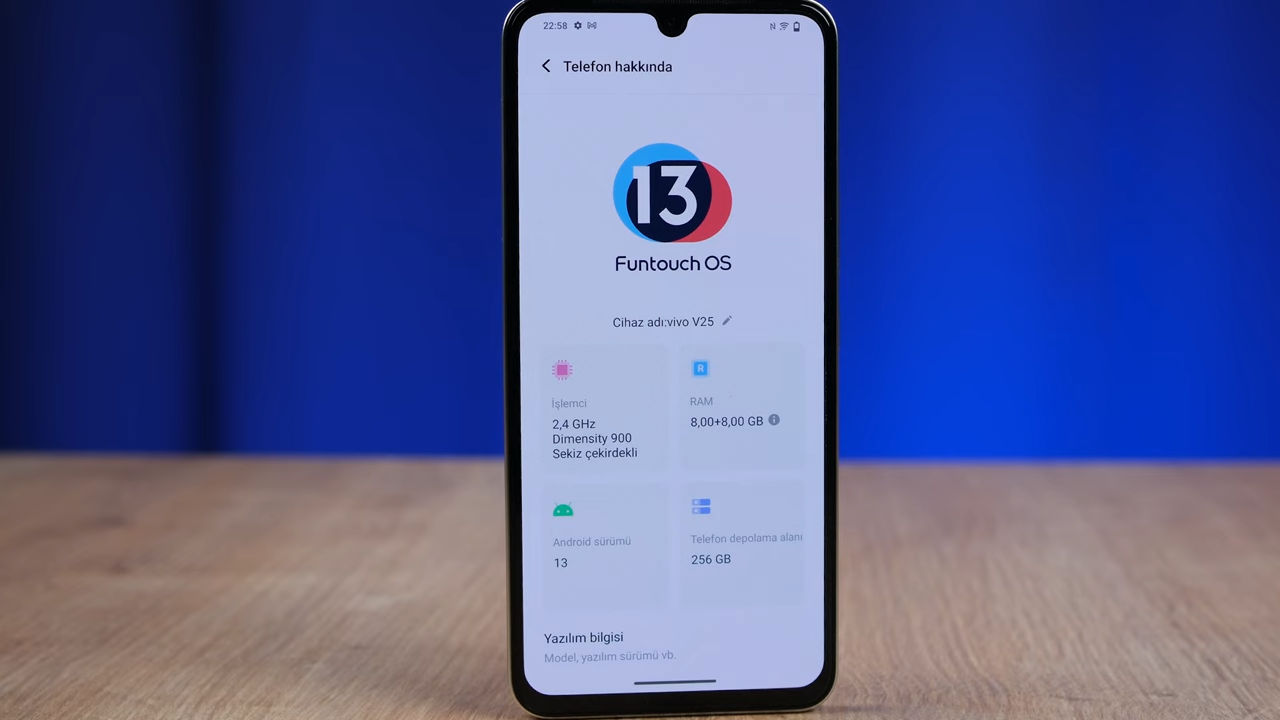 22:58
Telefon hakkında
13
Funtouch OS
Cihaz adı:vivo V25
İşlemci
2,4 GHz
Dimensity 900
Sekiz çekirdekli
R
RAM
8,00+8,00 GB
Android sürümü
13
Telefon depolama alanı
256 GB
Yazılım bilgisi
Model, yazılım sürümü vb.